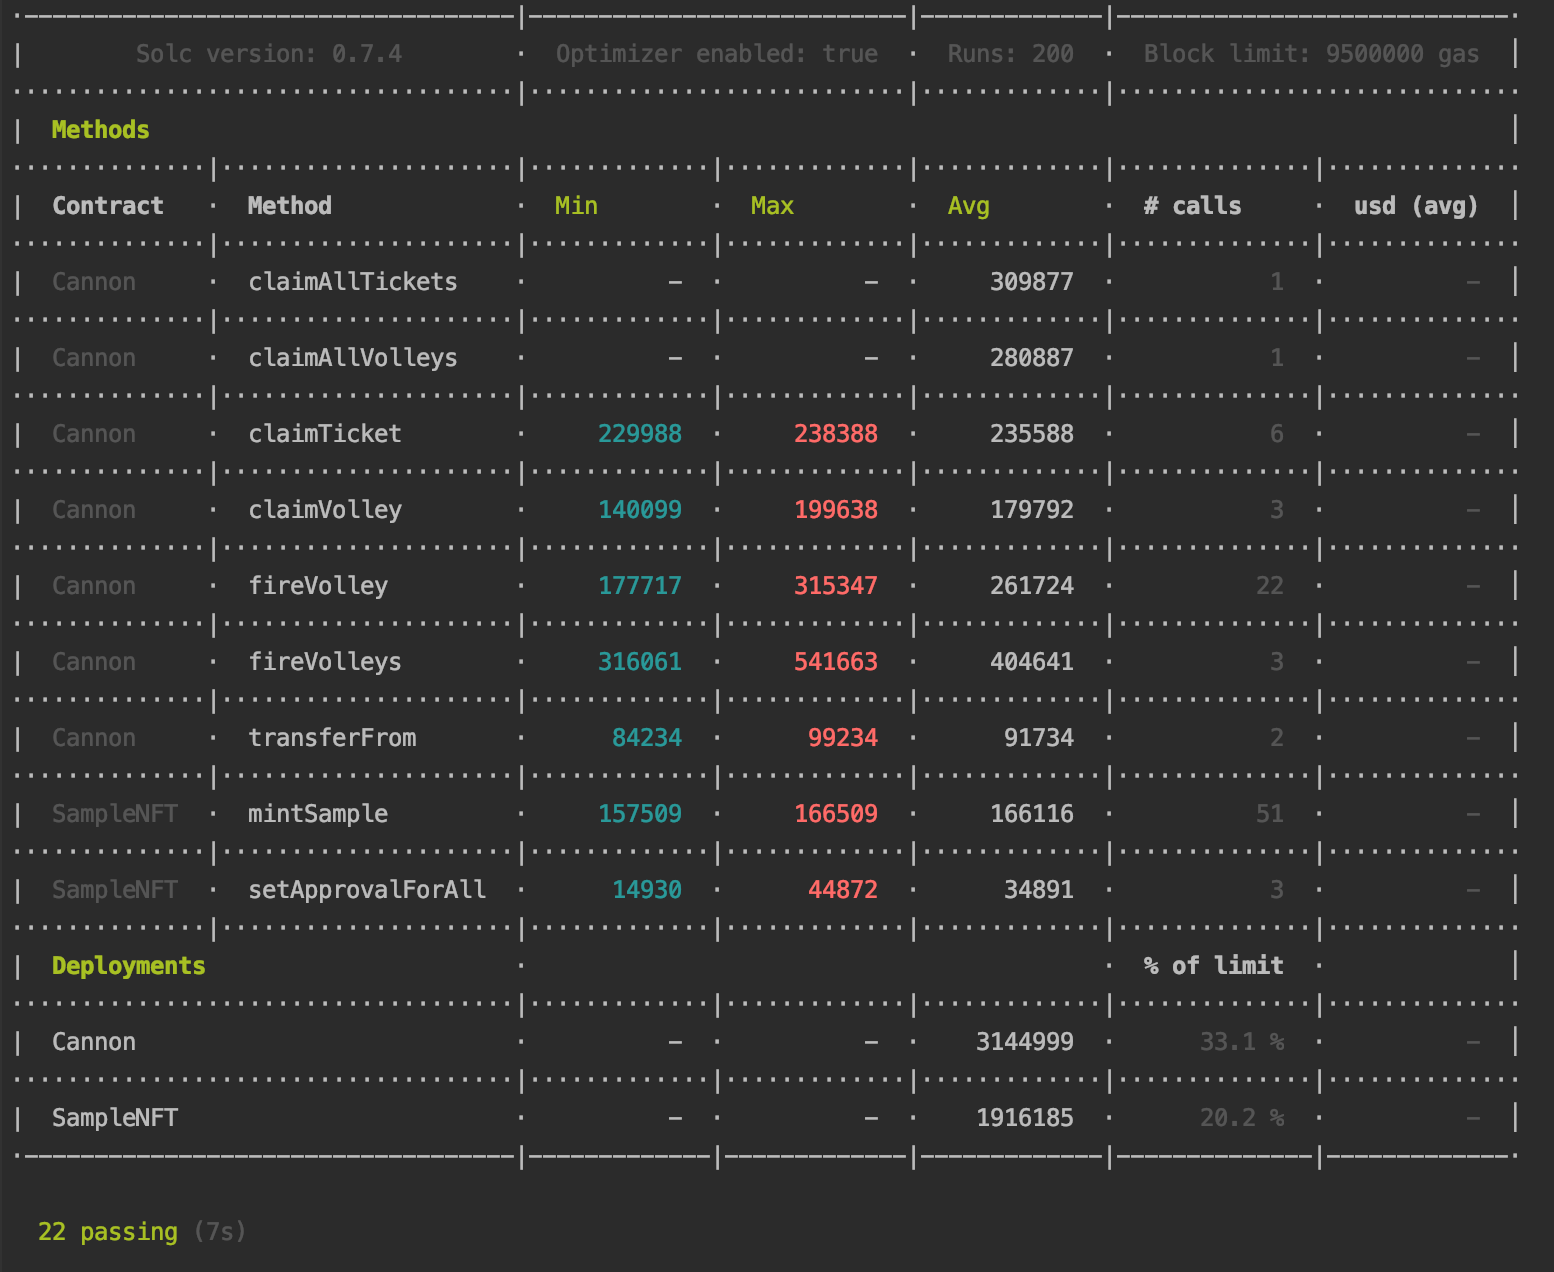 Solc version: 0.7.4 · Optimizer enabled: true · Runs: 200 · Block limit: 9500000 gas
Methods
Contract · Method · Min · Max · Avg · # calls · usd (avg)
Cannon · claimAllTickets · - · - · 309877 · 1 · -
Cannon · claimAllVolleys · - · - · 280887 · 1 · -
Cannon · claimTicket · 229988 · 238388 · 235588 · 6 · -
Cannon · claimVolley · 140099 · 199638 · 179792 · 3 · -
Cannon · fireVolley · 177717 · 315347 · 261724 · 22 · -
Cannon · fireVolleys · 316061 · 541663 · 404641 · 3 · -
Cannon · transferFrom · 84234 · 99234 · 91734 · 2 · -
SampleNFT · mintSample · 157509 · 166509 · 166116 · 51 · -
SampleNFT · setApprovalForAll · 14930 · 44872 · 34891 · 3 · -
Deployments · · % of limit ·
Cannon · - · - · 3144999 · 33.1 % · -
SampleNFT · - · - · 1916185 · 20.2 % · -
22 passing (7s)